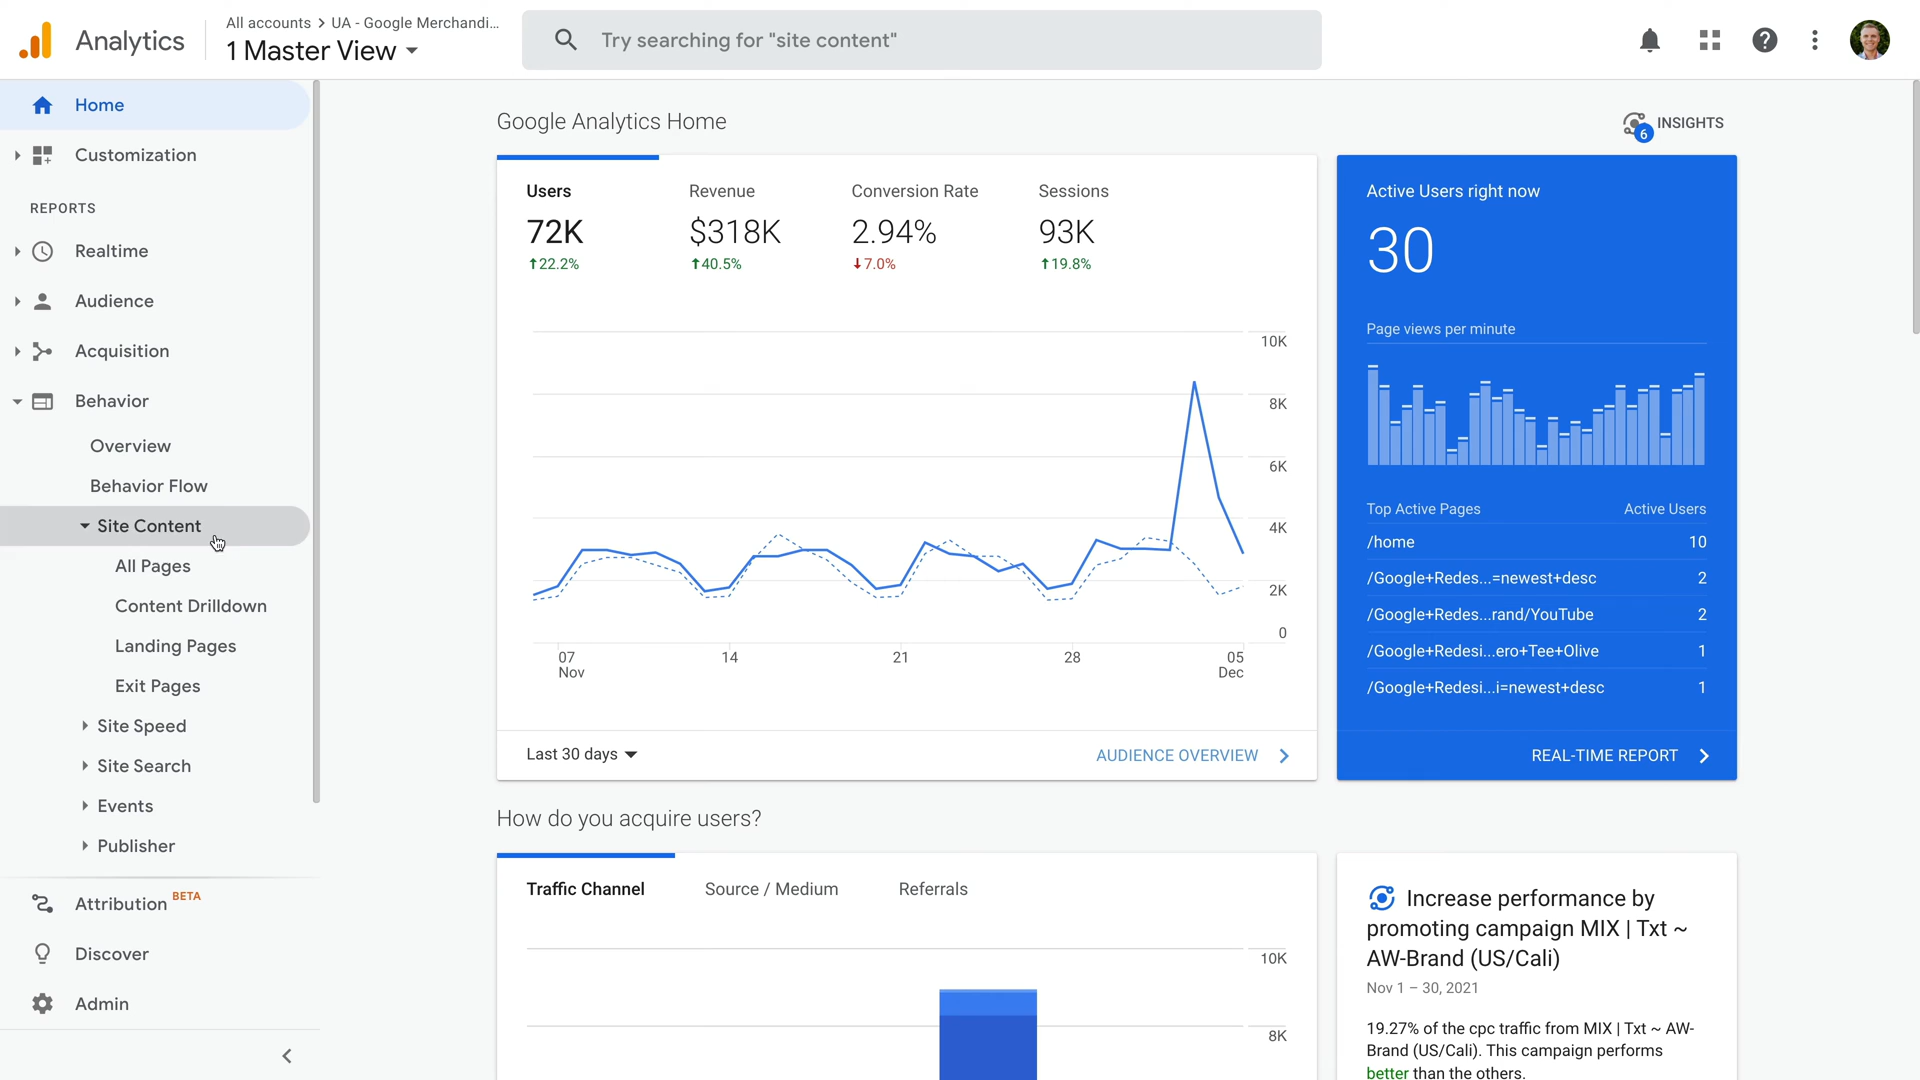 Analytics
All accounts > UA - Google Merchandi...
1 Master View
Try searching for "site content"
Home
Customization
REPORTS
Realtime
Audience
Acquisition
Behavior
Overview
Behavior Flow
Site Content
All Pages
Content Drilldown
Landing Pages
Exit Pages
Site Speed
Site Search
Events
Publisher
Attribution BETA
Discover
Admin
Google Analytics Home
6 INSIGHTS
Users Revenue Conversion Rate Sessions
72K $318K 2.94% 93K
↑22.2% ↑40.5% ↓7.0% ↑19.8%
10K
8K
6K
4K
2K
0
07 14 21 28 05
Nov Dec
Last 30 days
AUDIENCE OVERVIEW
Active Users right now
30
Page views per minute
Top Active Pages Active Users
/home 10
/Google+Redes...=newest+desc 2
/Google+Redes...rand/YouTube 2
/Google+Redesi...ero+Tee+Olive 1
/Google+Redesi...i=newest+desc 1
REAL-TIME REPORT
How do you acquire users?
Traffic Channel Source / Medium Referrals
10K
8K
Increase performance by
promoting campaign MIX | Txt ~
AW-Brand (US/Cali)
Nov 1 – 30, 2021
19.27% of the cpc traffic from MIX | Txt ~ AW-
Brand (US/Cali). This campaign performs
better than the others.